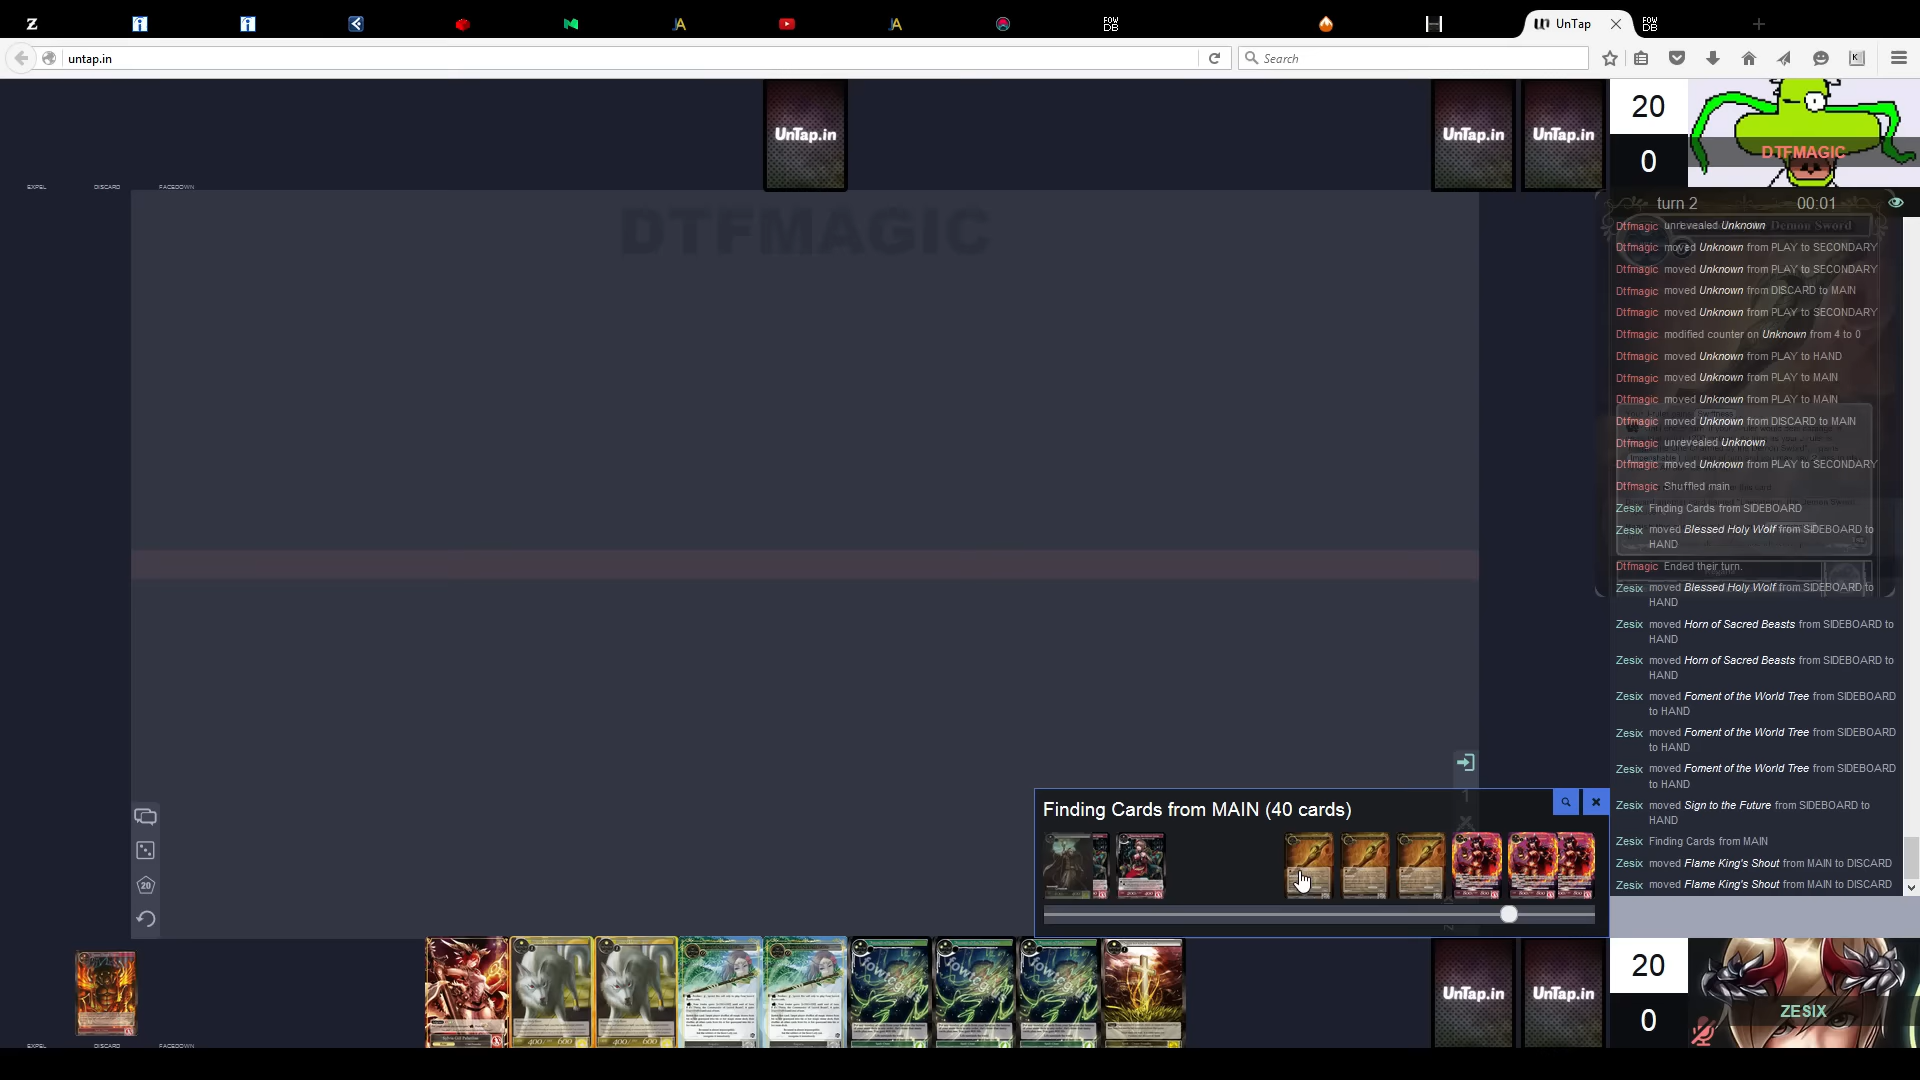 UnTap
untap.in
Search
UnTap.in
UnTap.in
UnTap.in
20
0
DTFMAGIC
EXPEL
DISCARD
FACEDOWN
DTFMAGIC
turn 2
00:01
Dtfmagic unrevealed Unknown
Dtfmagic moved Unknown from PLAY to SECONDARY
Dtfmagic moved Unknown from PLAY to SECONDARY
Dtfmagic moved Unknown from DISCARD to MAIN
Dtfmagic moved Unknown from PLAY to SECONDARY
Dtfmagic modified counter on Unknown from 4 to 0
Dtfmagic moved Unknown from PLAY to HAND
Dtfmagic moved Unknown from PLAY to MAIN
Dtfmagic moved Unknown from PLAY to MAIN
Dtfmagic moved Unknown from DISCARD to MAIN
Dtfmagic unrevealed Unknown
Dtfmagic moved Unknown from PLAY to SECONDARY
Dtfmagic Shuffled main
Zesix Finding Cards from SIDEBOARD
Zesix moved Blessed Holy Wolf from SIDEBOARD to
HAND
Dtfmagic Ended their turn.
Zesix moved Blessed Holy Wolf from SIDEBOARD to
HAND
Zesix moved Horn of Sacred Beasts from SIDEBOARD to
HAND
Zesix moved Horn of Sacred Beasts from SIDEBOARD to
HAND
Zesix moved Foment of the World Tree from SIDEBOARD
to HAND
Zesix moved Foment of the World Tree from SIDEBOARD
to HAND
Zesix moved Foment of the World Tree from SIDEBOARD
to HAND
Zesix moved Sign to the Future from SIDEBOARD to
HAND
Zesix Finding Cards from MAIN
Zesix moved Flame King's Shout from MAIN to DISCARD
Zesix moved Flame King's Shout from MAIN to DISCARD
Demon Sword
Finding Cards from MAIN (40 cards)
20
400 / 600
400 / 600
UnTap.in
UnTap.in
20
0
ZESIX
EXPEL
DISCARD
FACEDOWN